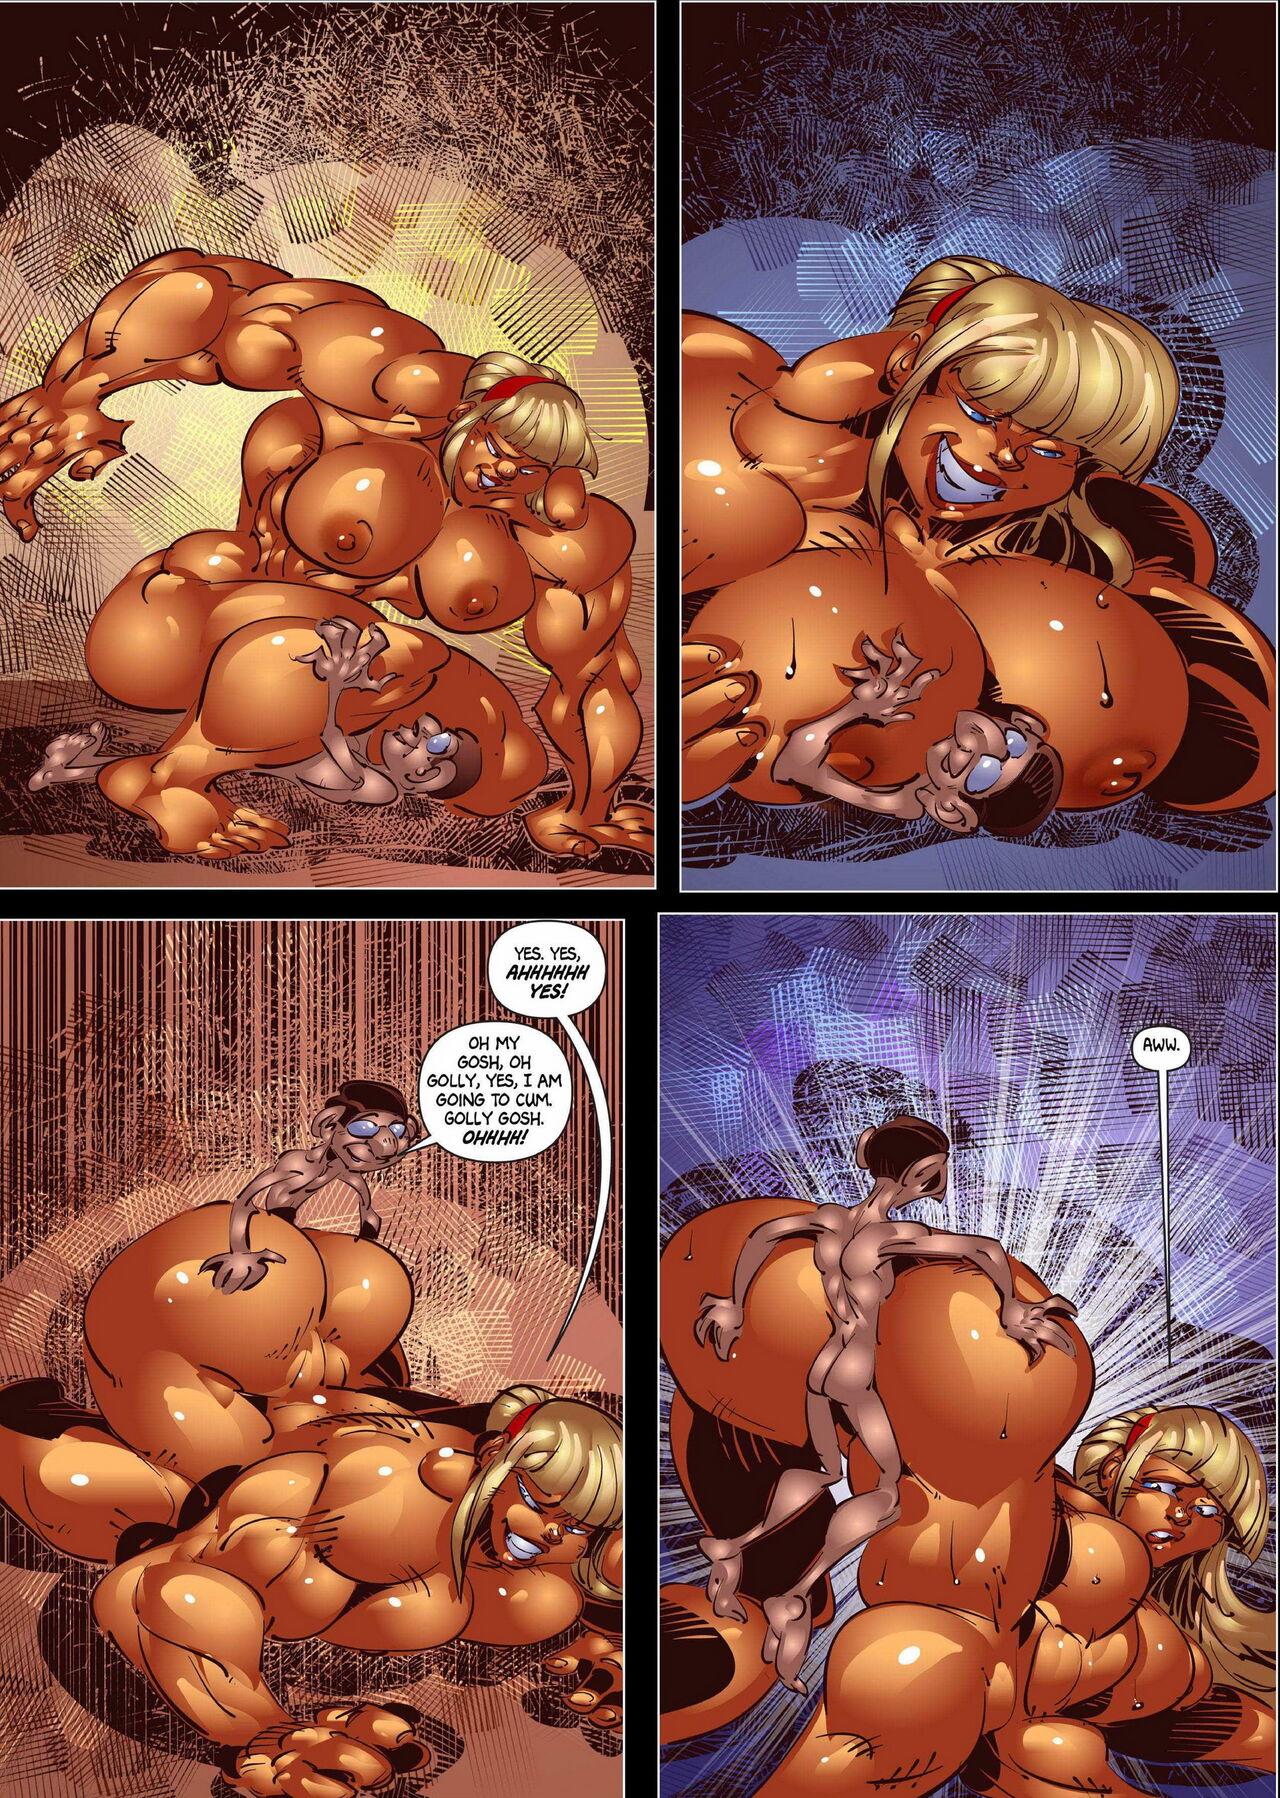 YES. YES,
AHHHHHH
YES!
OH MY
GOSH, OH
GOLLY, YES, I AM
GOING TO CUM.
GOLLY GOSH.
OHHHH!
AWW.